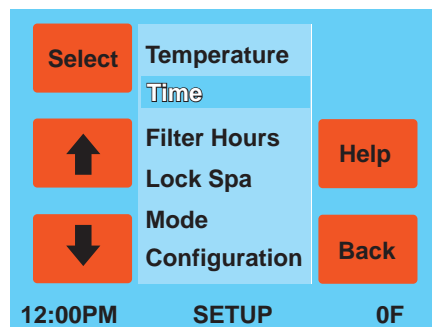 Select
Temperature
Time
Filter Hours
Lock Spa
Mode
Configuration
Help
Back
12:00PM SETUP 0F